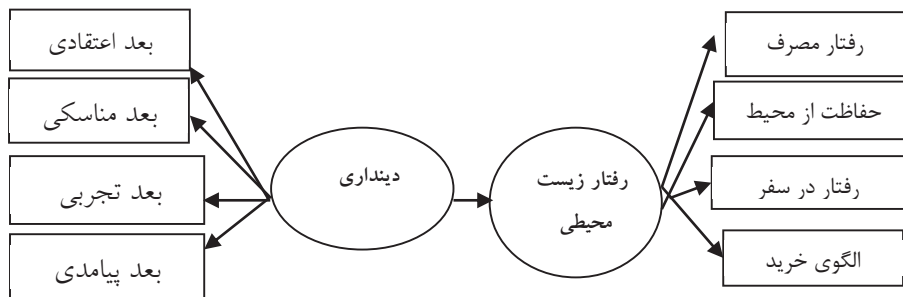 بعد اعتقادی
بعد مناسکی
بعد تجربی
بعد پیامدی
دینداری
رفتار زیست
محیطی
رفتار مصرف
حفاظت از محیط
رفتار در سفر
الگوی خرید